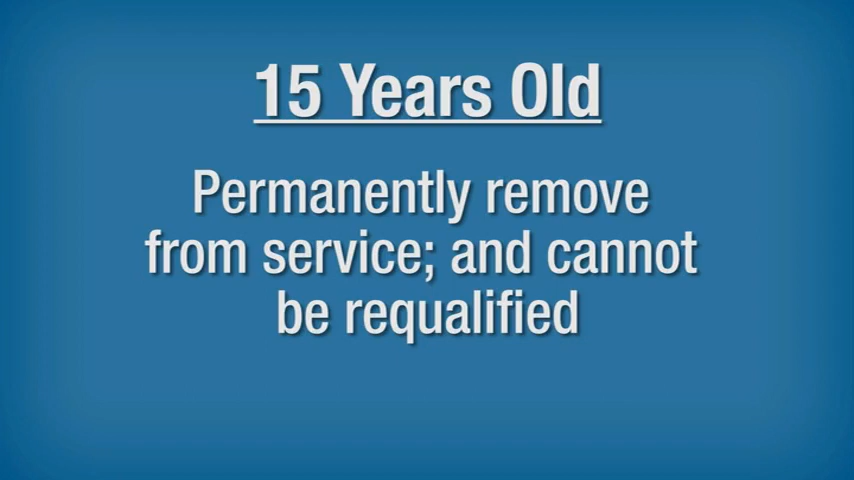 15 Years Old
Permanently remove
from service; and cannot
be requalified